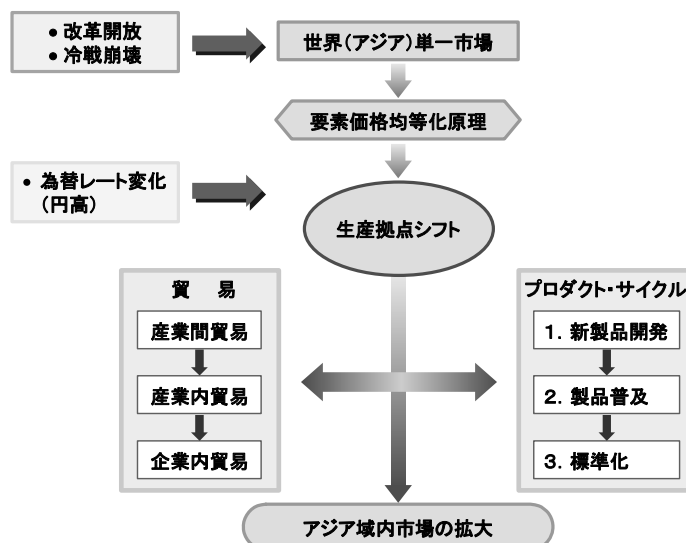 ● 改革開放
● 冷戦崩壊
世界(アジア)単一市場
要素価格均等化原理
● 為替レート変化
(円高)
生産拠点シフト
貿 易
産業間貿易
産業内貿易
企業内貿易
プロダクト・サイクル
1. 新製品開発
2. 製品普及
3. 標準化
アジア域内市場の拡大